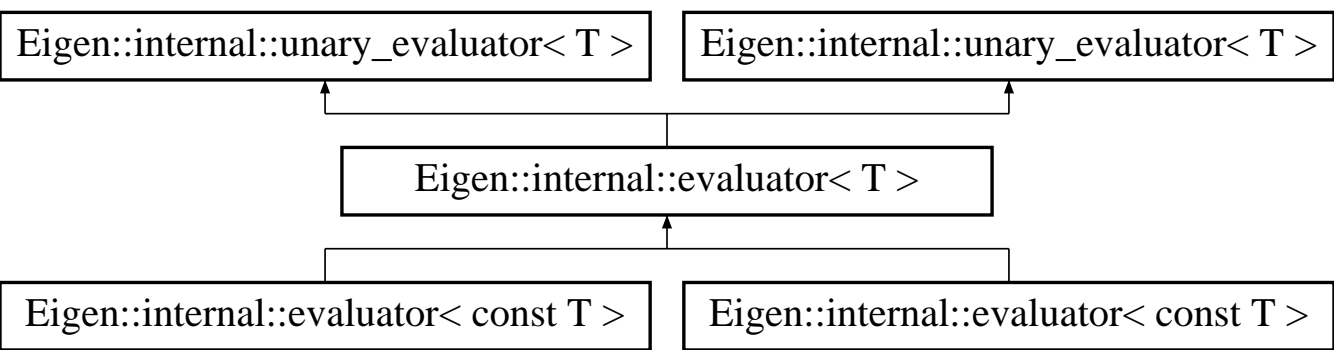 Eigen::internal::unary_evaluator< T >
Eigen::internal::unary_evaluator< T >
Eigen::internal::evaluator< T >
Eigen::internal::evaluator< const T >
Eigen::internal::evaluator< const T >